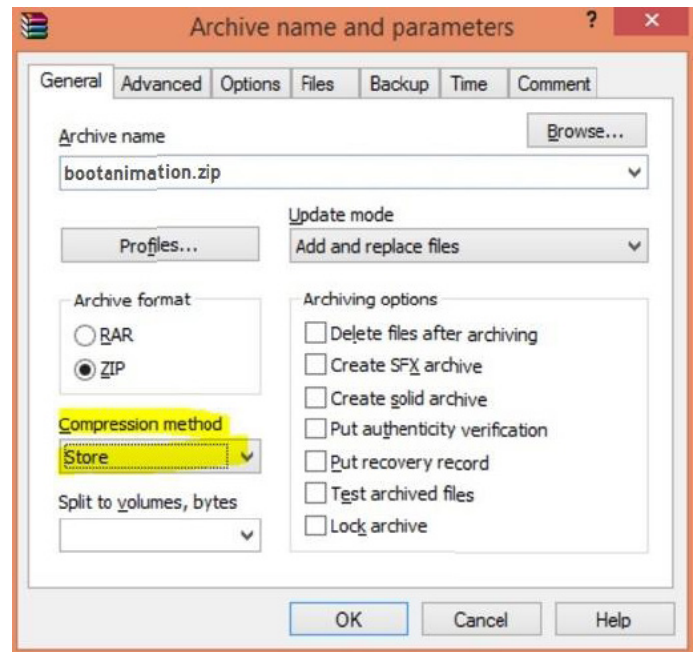 Archive name and parameters
?
×
General Advanced Options Files Backup Time Comment
Archive name
Browse...
bootanimation.zip
Update mode
Profiles...
Add and replace files
Archive format
RAR
ZIP
Archiving options
Delete files after archiving
Create SFX archive
Create solid archive
Put authenticity verification
Put recovery record
Test archived files
Lock archive
Compression method
Store
Split to volumes, bytes
OK Cancel Help